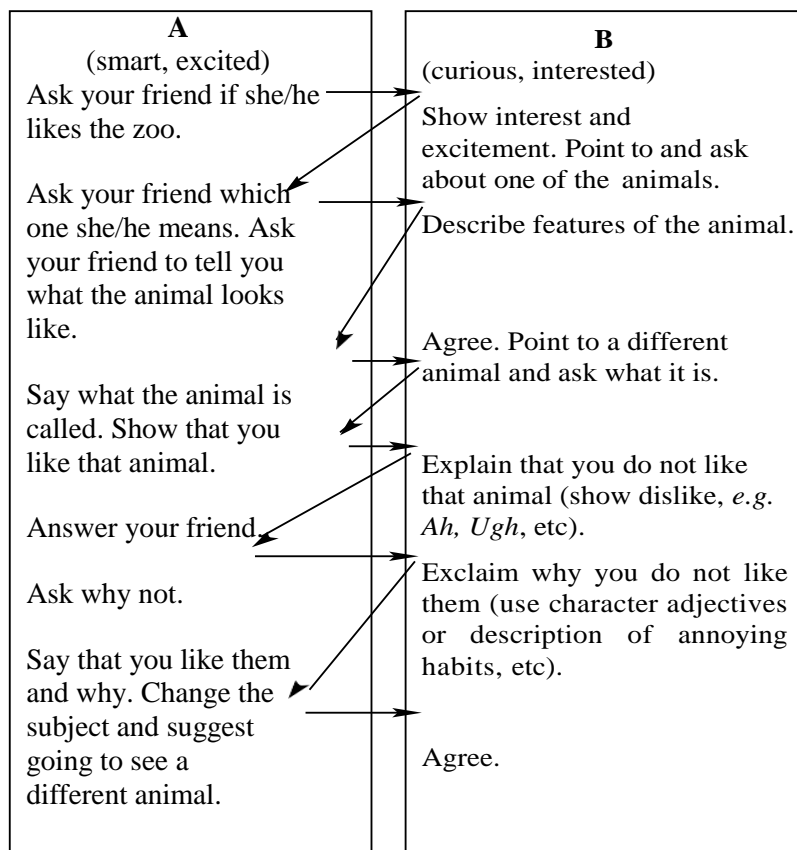 A
(smart, excited)
Ask your friend if she/he
likes the zoo.
Ask your friend which
one she/he means. Ask
your friend to tell you
what the animal looks
like.
Say what the animal is
called. Show that you
like that animal.
Answer your friend.
Ask why not.
Say that you like them
and why. Change the
subject and suggest
going to see a
different animal.
B
(curious, interested)
Show interest and
excitement. Point to and ask
about one of the animals.
Describe features of the animal.
Agree. Point to a different
animal and ask what it is.
Explain that you do not like
that animal (show dislike, e.g.
Ah, Ugh, etc).
Exclaim why you do not like
them (use character adjectives
or description of annoying
habits, etc).
Agree.